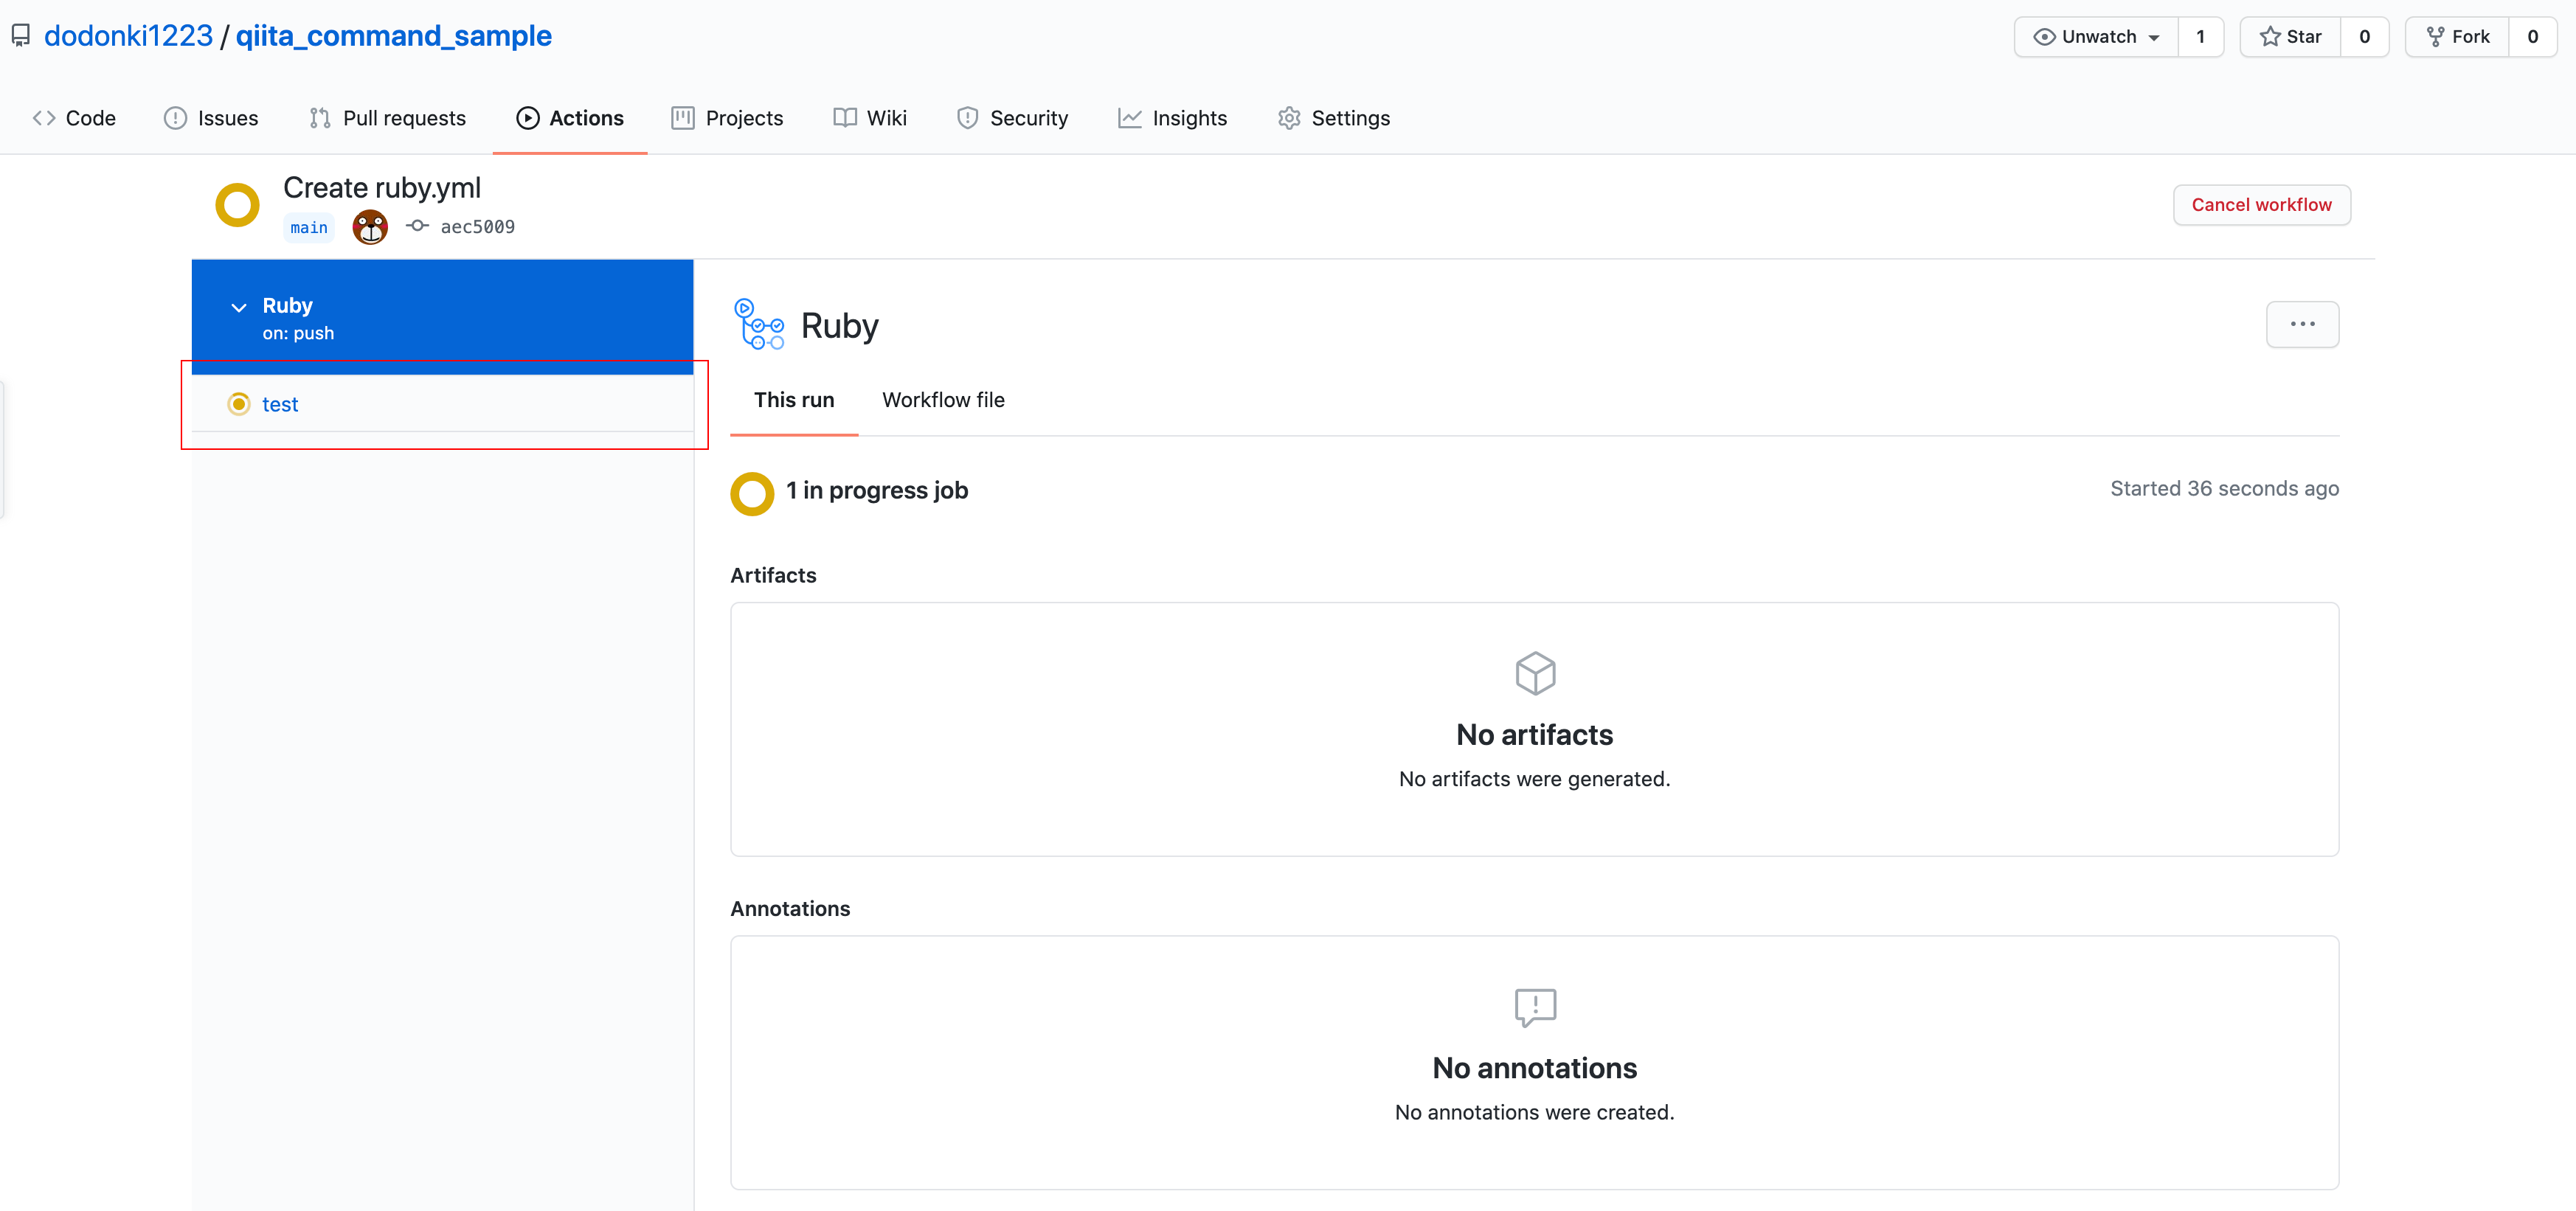 dodonki1223 / qiita_command_sample
Unwatch 1 Star 0 Fork 0
Code Issues Pull requests Actions Projects Wiki Security Insights Settings
Create ruby.yml
main aec5009
Cancel workflow
Ruby
on: push
test
Ruby
This run Workflow file
1 in progress job
Started 36 seconds ago
Artifacts
No artifacts
No artifacts were generated.
Annotations
No annotations
No annotations were created.